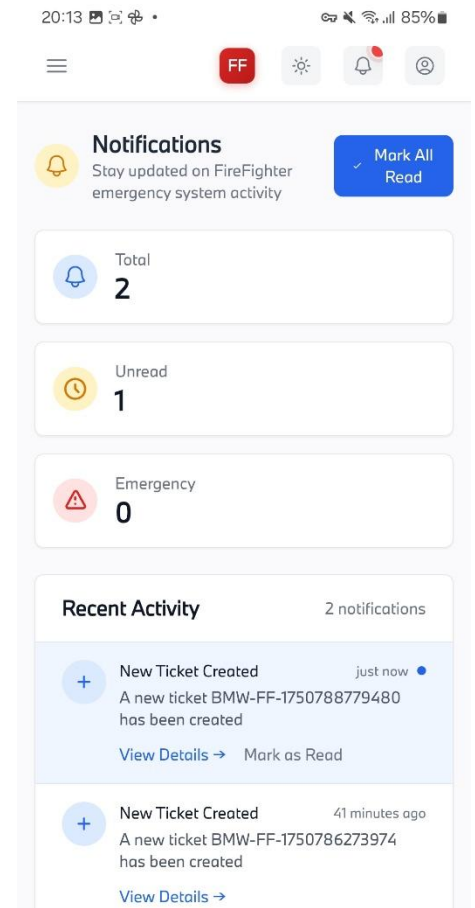 20:13
85%
FF
Notifications
Stay updated on FireFighter
emergency system activity
Mark All
Read
Total
2
Unread
1
Emergency
0
Recent Activity
2 notifications
New Ticket Created
just now
A new ticket BMW-FF-1750788779480
has been created
View Details →
Mark as Read
New Ticket Created
41 minutes ago
A new ticket BMW-FF-1750786273974
has been created
View Details →